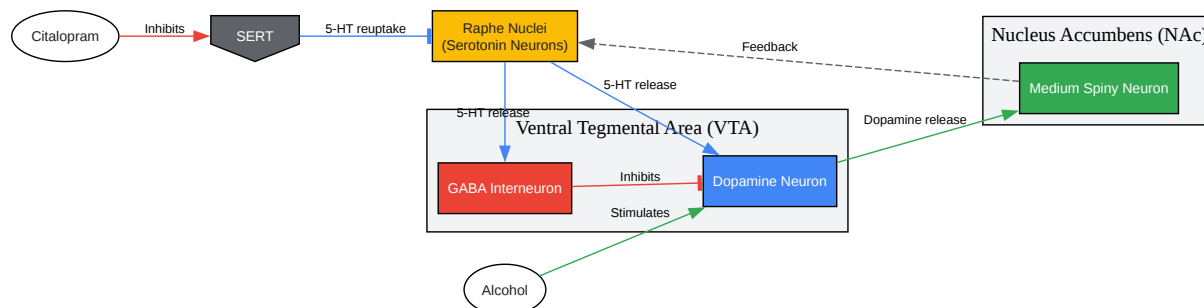 Citalopram
Inhibits
SERT
5-HT reuptake
Raphe Nuclei
(Serotonin Neurons)
Feedback
Nucleus Accumbens (NAc)
Medium Spiny Neuron
5-HT release
5-HT release
Dopamine release
Ventral Tegmental Area (VTA)
GABA Interneuron
Inhibits
Dopamine Neuron
Stimulates
Alcohol